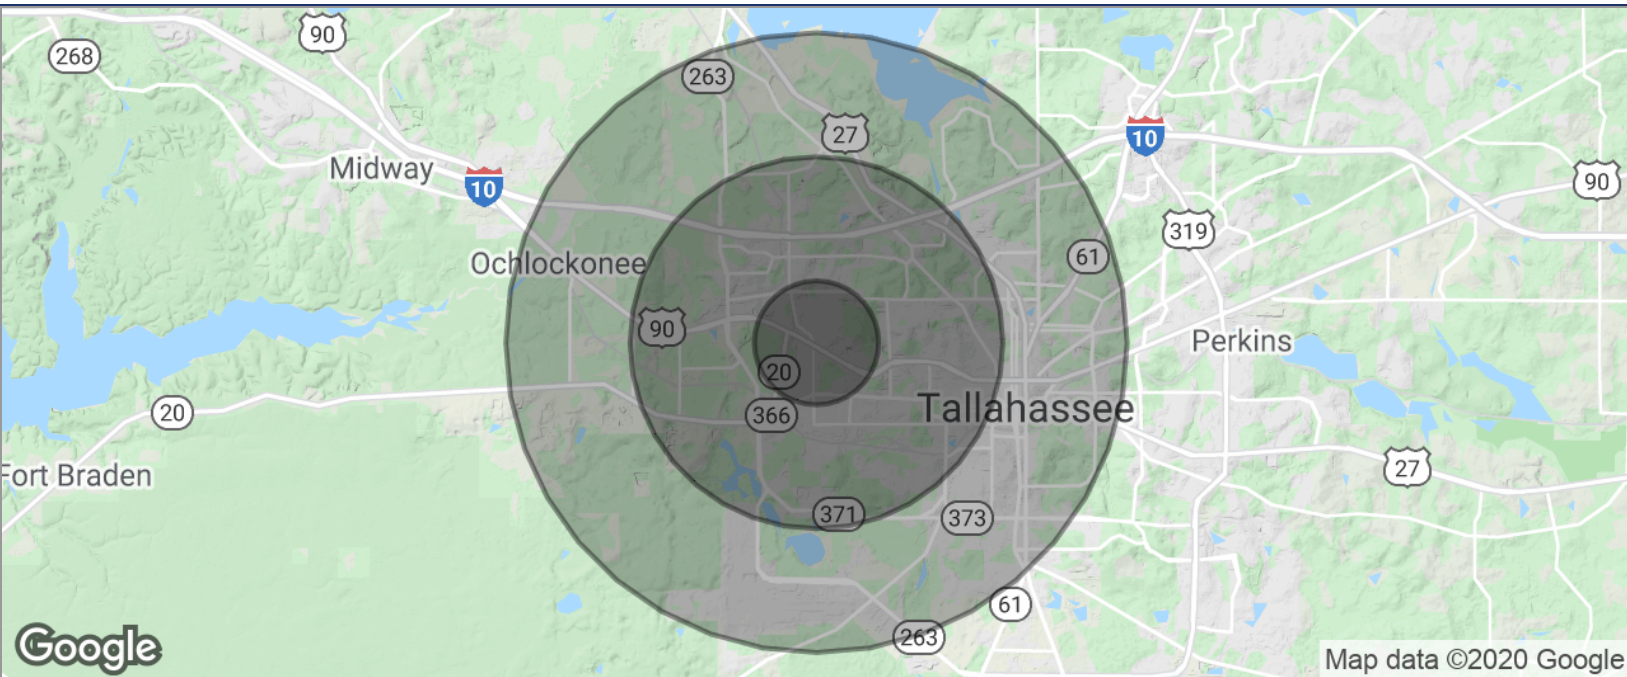 90
268
263
27
10
Midway
10
90
319
61
Ochlockonee
90
Perkins
20
Tallahassee
20
366
27
Fort Braden
371
373
61
263
Google
Map data ©2020 Google